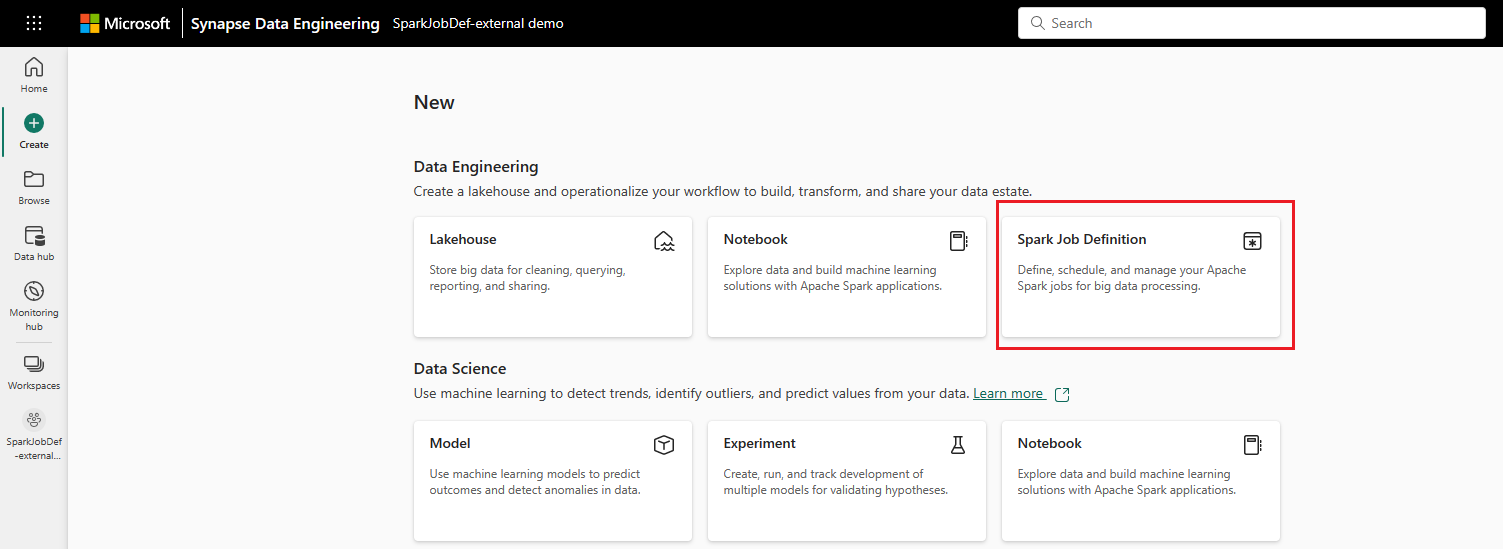 Microsoft Synapse Data Engineering SparkJobDef-external demo Search
Home
Create
Browse
Data hub
Monitoring
hub
Workspaces
SparkJobDef
-external...
New
Data Engineering
Create a lakehouse and operationalize your workflow to build, transform, and share your data estate.
Lakehouse
Store big data for cleaning, querying,
reporting, and sharing.
Notebook
Explore data and build machine learning
solutions with Apache Spark applications.
Spark Job Definition
Define, schedule, and manage your Apache
Spark jobs for big data processing.
Data Science
Use machine learning to detect trends, identify outliers, and predict values from your data. Learn more
Model
Use machine learning models to predict
outcomes and detect anomalies in data.
Experiment
Create, run, and track development of
multiple models for validating hypotheses.
Notebook
Explore data and build machine learning
solutions with Apache Spark applications.